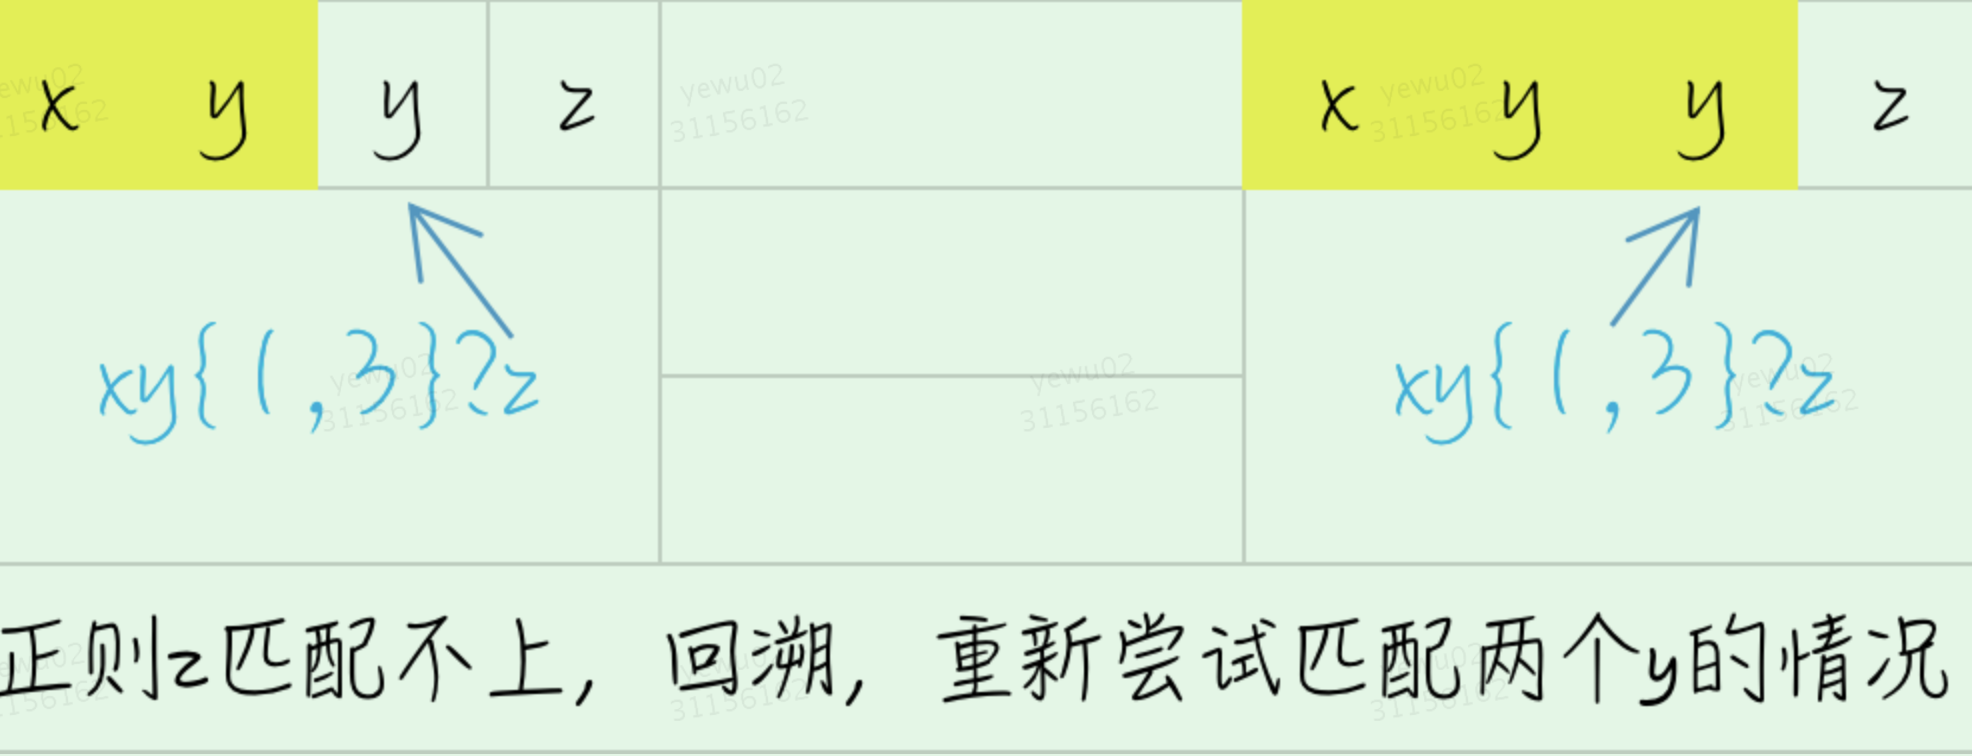 x y y z x y y z
xy{1,3}?z xy{1,3}?z
正则z匹配不上, 回溯, 重新尝试匹配两个y的情况
yewu02
31156162